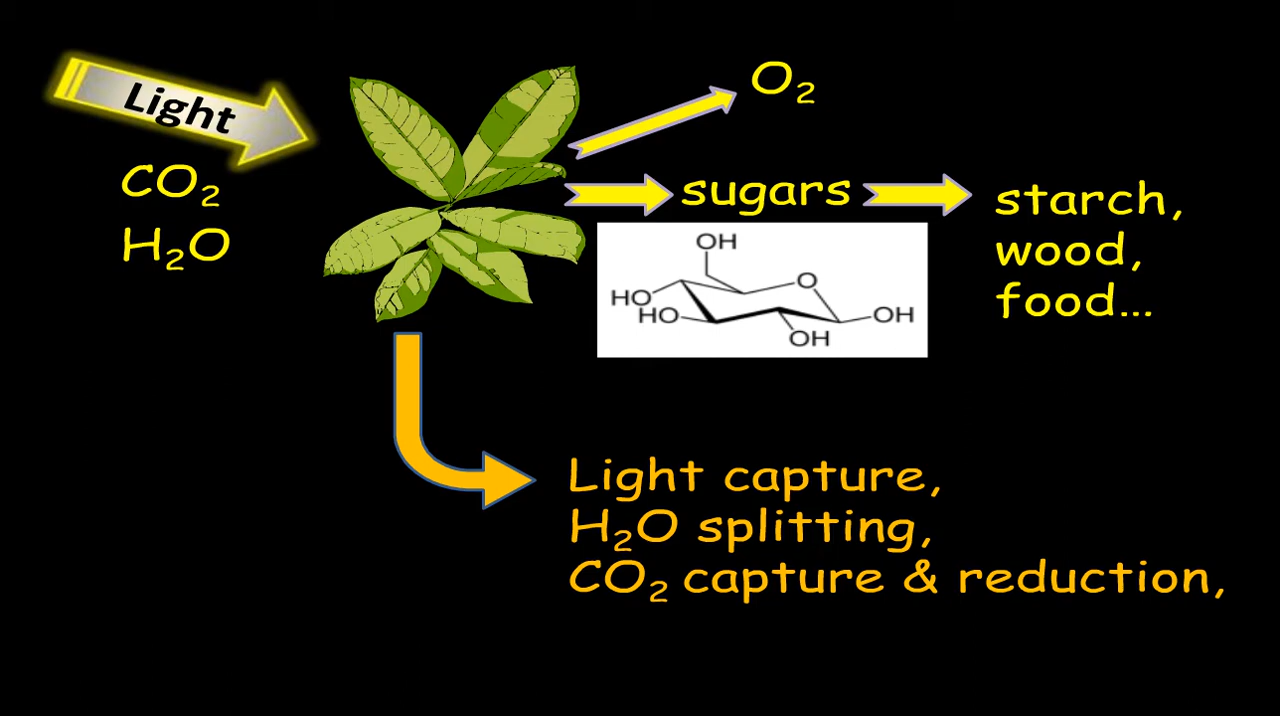 Light
CO₂
H₂O
O₂
sugars
starch,
wood,
food...
OH
O
HO
HO
OH
OH
Light capture,
H₂O splitting,
CO₂ capture & reduction,